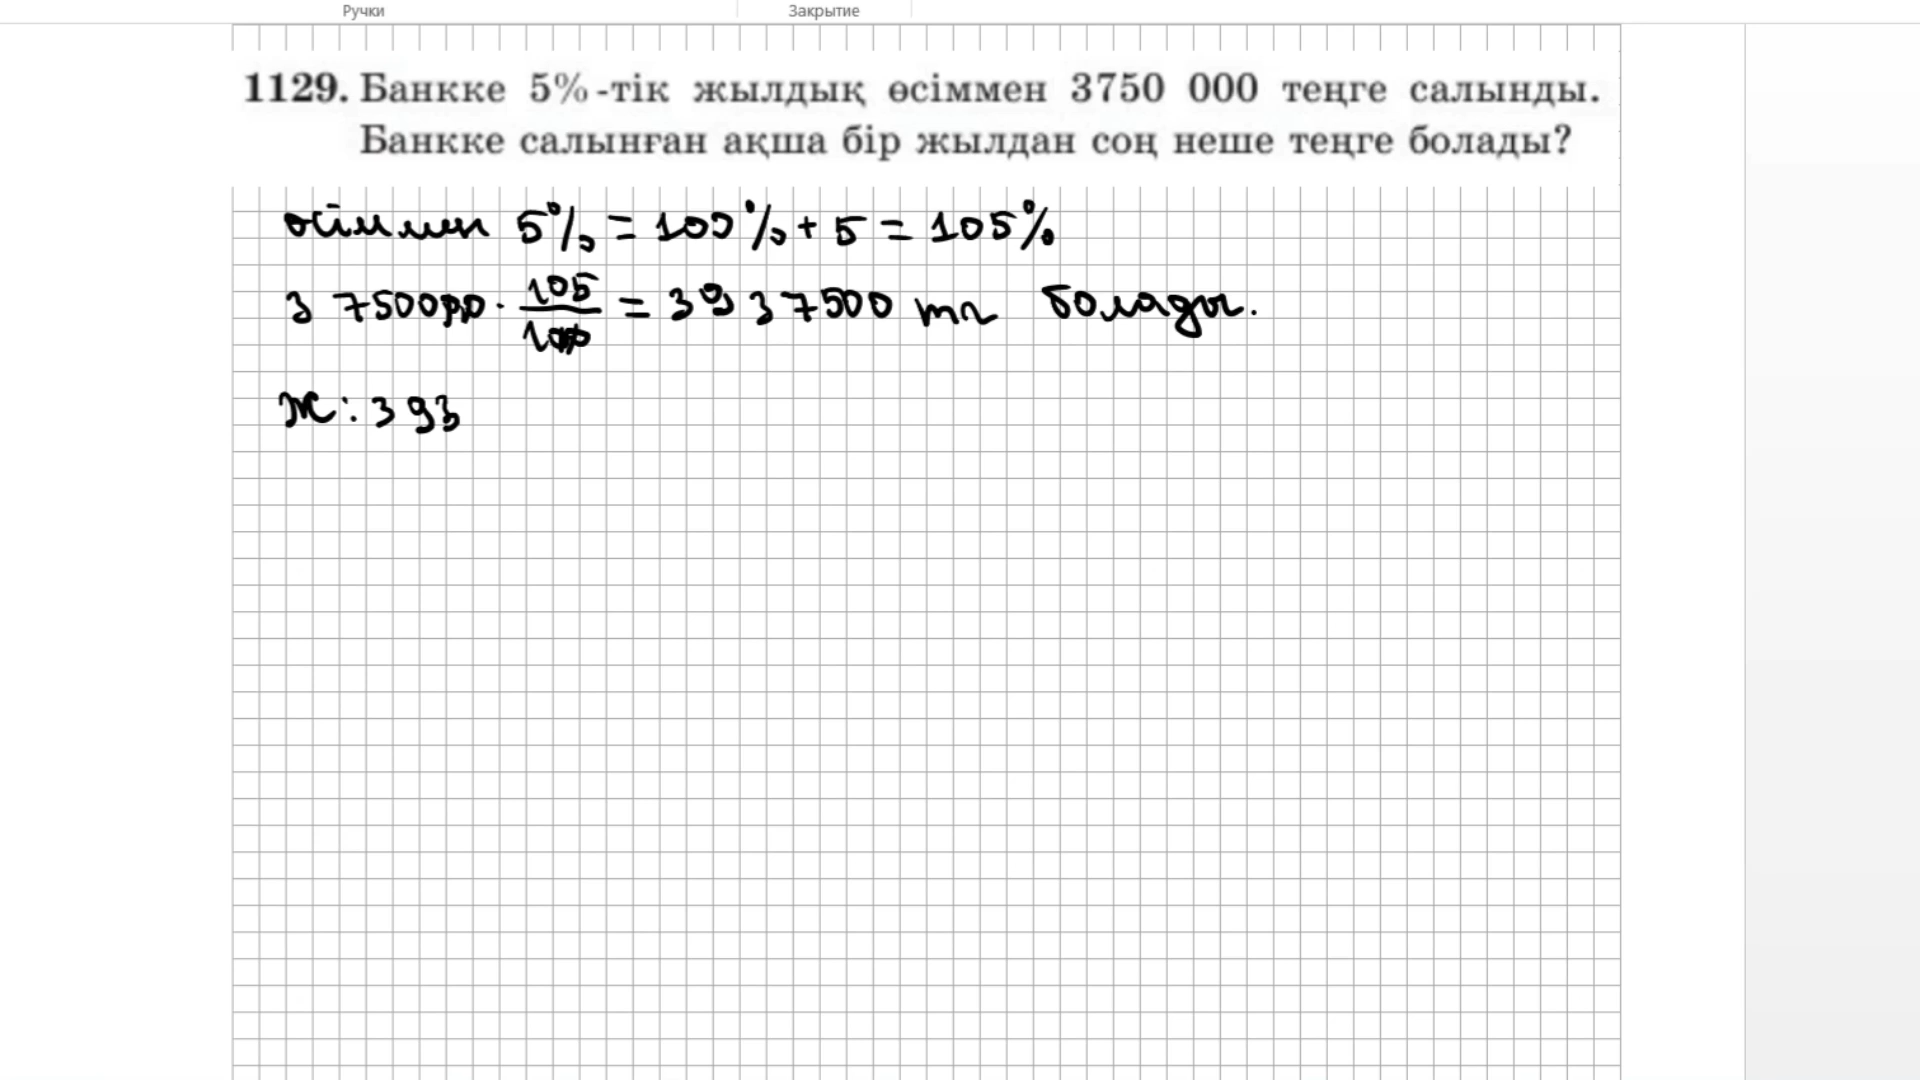 Ручки Закрытие
1129. Банкке 5%-тік жылдық өсіммен 3750 000 теңге салынды.
Банкке салынған ақша бір жылдан соң неше теңге болады?
өсіммен 5% = 100% + 5 = 105%
3 750000 · 105/100 = 3937500 тг болады.
Ж: 393